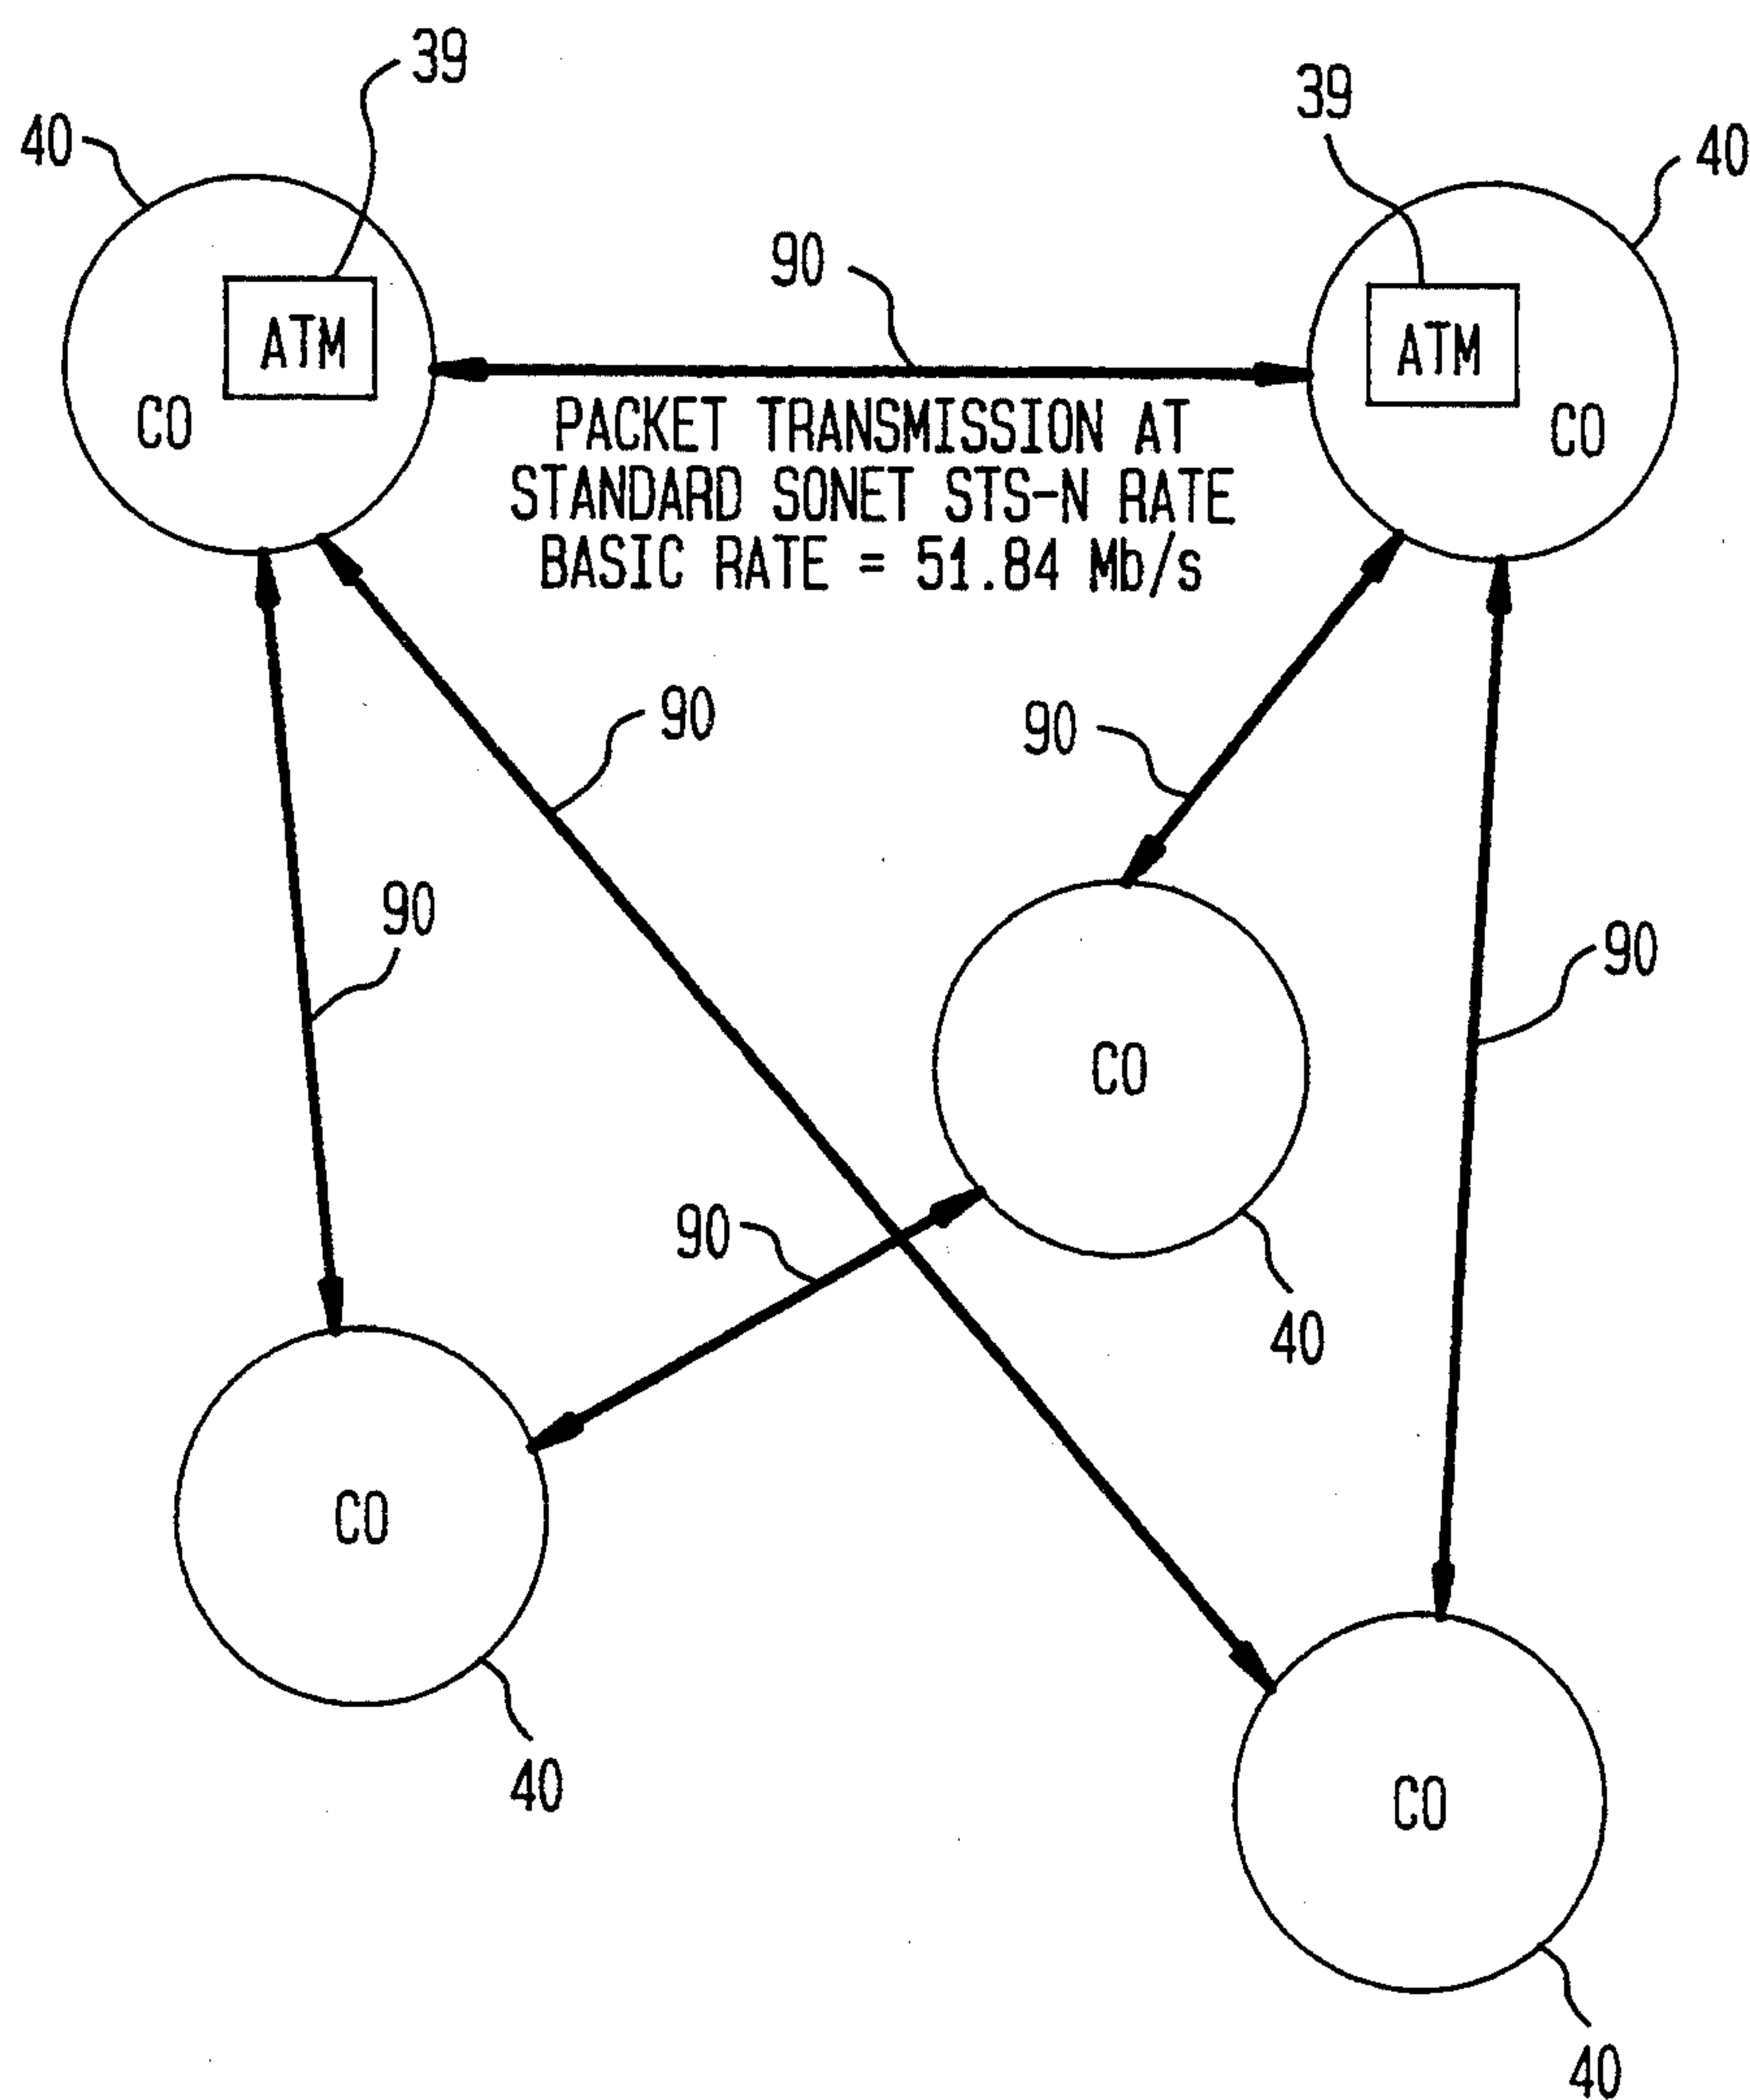 39
39
40
40
90
ATM
ATM
CO
CO
PACKET TRANSMISSION AT
STANDARD SONET STS-N RATE
BASIC RATE = 51.84 Mb/s
90
90
90
90
CO
90
40
CO
40
CO
40